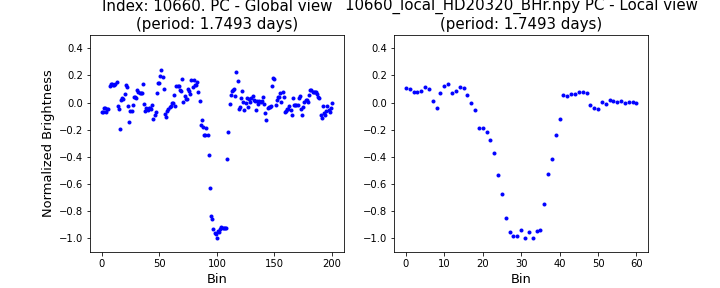 Index: 10660. PC - Global view
(period: 1.7493 days)
10660_local_HD20320_BHr.npy PC - Local view
(period: 1.7493 days)
Normalized Brightness
0.4
0.2
0.0
−0.2
−0.4
−0.6
−0.8
−1.0
0 50 100 150 200
Bin
0.4
0.2
0.0
−0.2
−0.4
−0.6
−0.8
−1.0
0 10 20 30 40 50 60
Bin